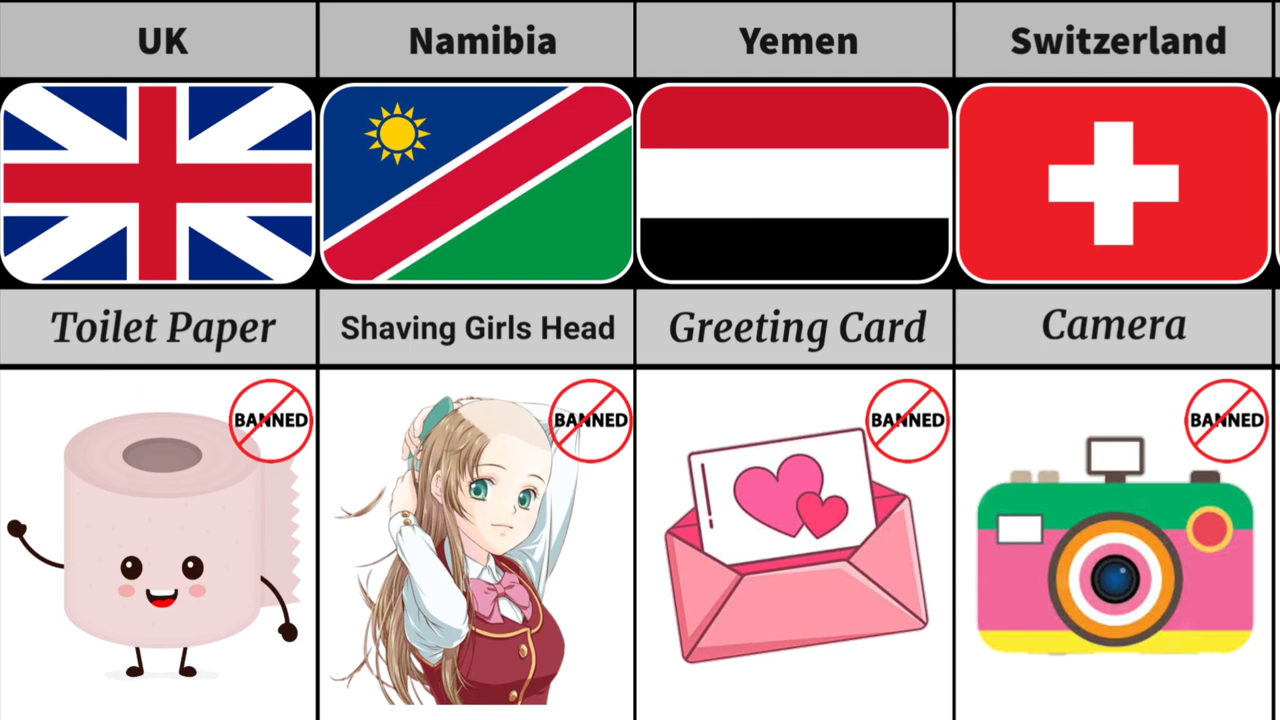 UK
Namibia
Yemen
Switzerland
Toilet Paper
Shaving Girls Head
Greeting Card
Camera
BANNED
BANNED
BANNED
BANNED